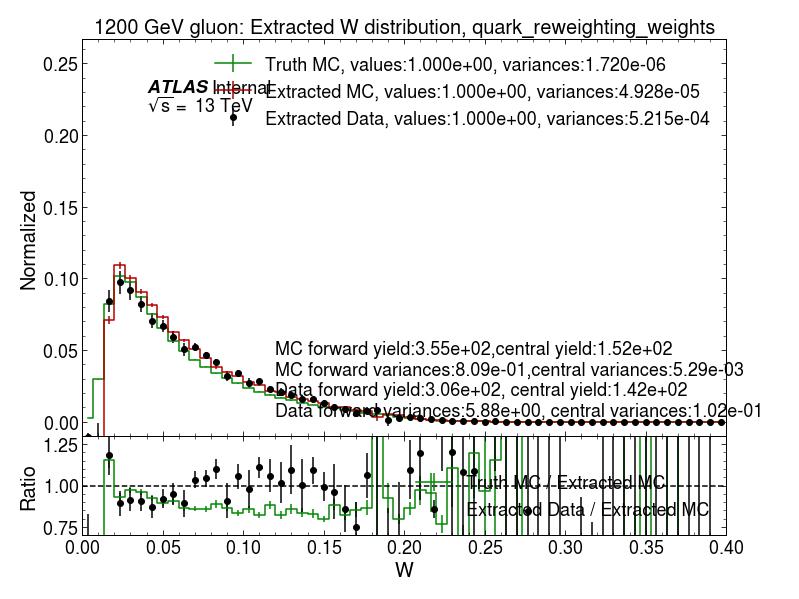 1200 GeV gluon: Extracted W distribution, quark_reweighting_weights
Truth MC, values:1.000e+00, variances:1.720e-06
ATLAS Internal
Extracted MC, values:1.000e+00, variances:4.928e-05
√s = 13 TeV
Extracted Data, values:1.000e+00, variances:5.215e-04
0.25
0.20
0.15
0.10
0.05
0.00
Normalized
MC forward yield:3.55e+02,central yield:1.52e+02
MC forward variances:8.09e-01,central variances:5.29e-03
Data forward yield:3.06e+02, central yield:1.42e+02
Data forward variances:5.88e+00, central variances:1.02e-01
1.25
1.00
0.75
Ratio
Truth MC / Extracted MC
Extracted Data / Extracted MC
0.00 0.05 0.10 0.15 0.20 0.25 0.30 0.35 0.40
W